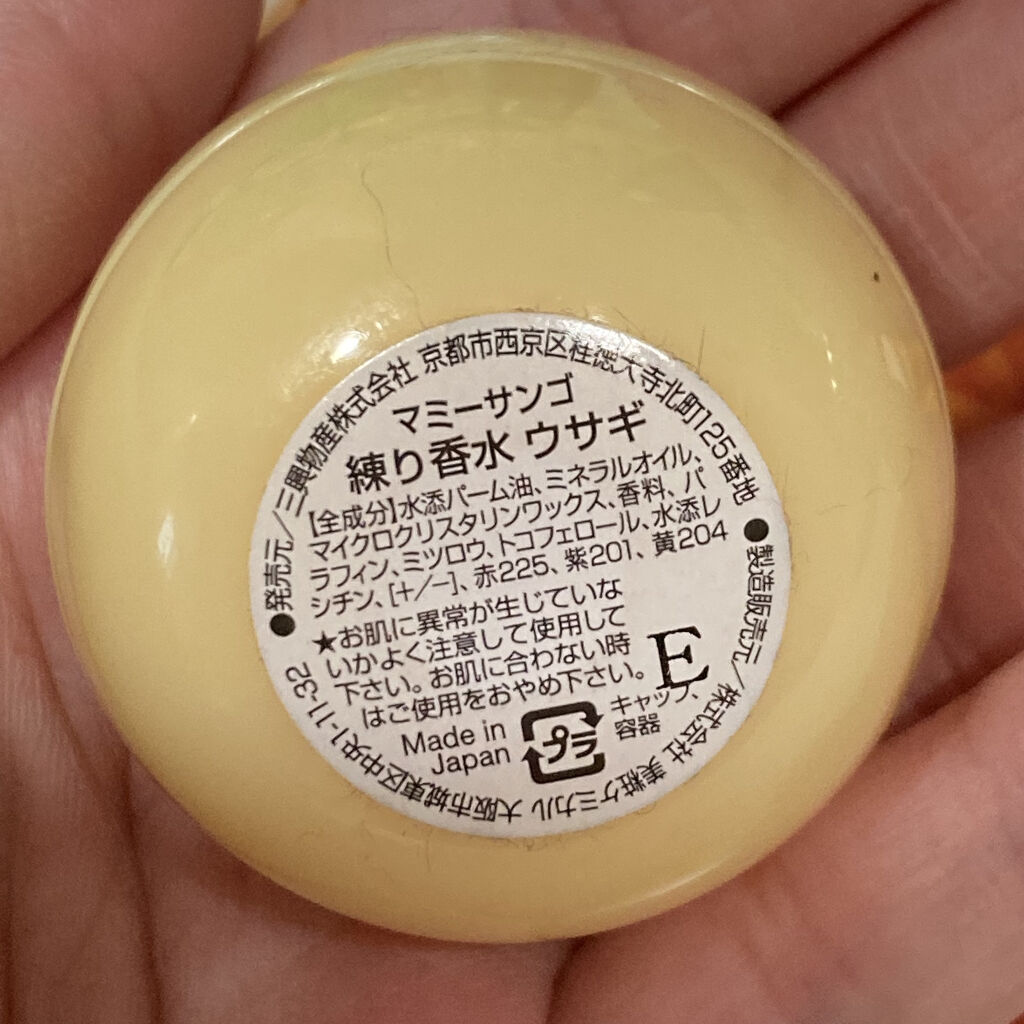 ●発売元／三興物産株式会社 京都市西京区桂徳大寺北町125番地
●製造販売元／株式会社 美粧ケミカル 大阪市城東区中央1-11-32
マミーサンゴ
練り香水 ウサギ
【全成分】水添パーム油、ミネラルオイル、
マイクロクリスタリンワックス、香料、パ
ラフィン、ミツロウ、トコフェロール、水添レ
シチン、[+/−]、赤225、紫201、黄204
★お肌に異常が生じていな
いかよく注意して使用して
下さい。お肌に合わない時
はご使用をおやめ下さい。
E
Made in
Japan
プラ
キャップ、
容器